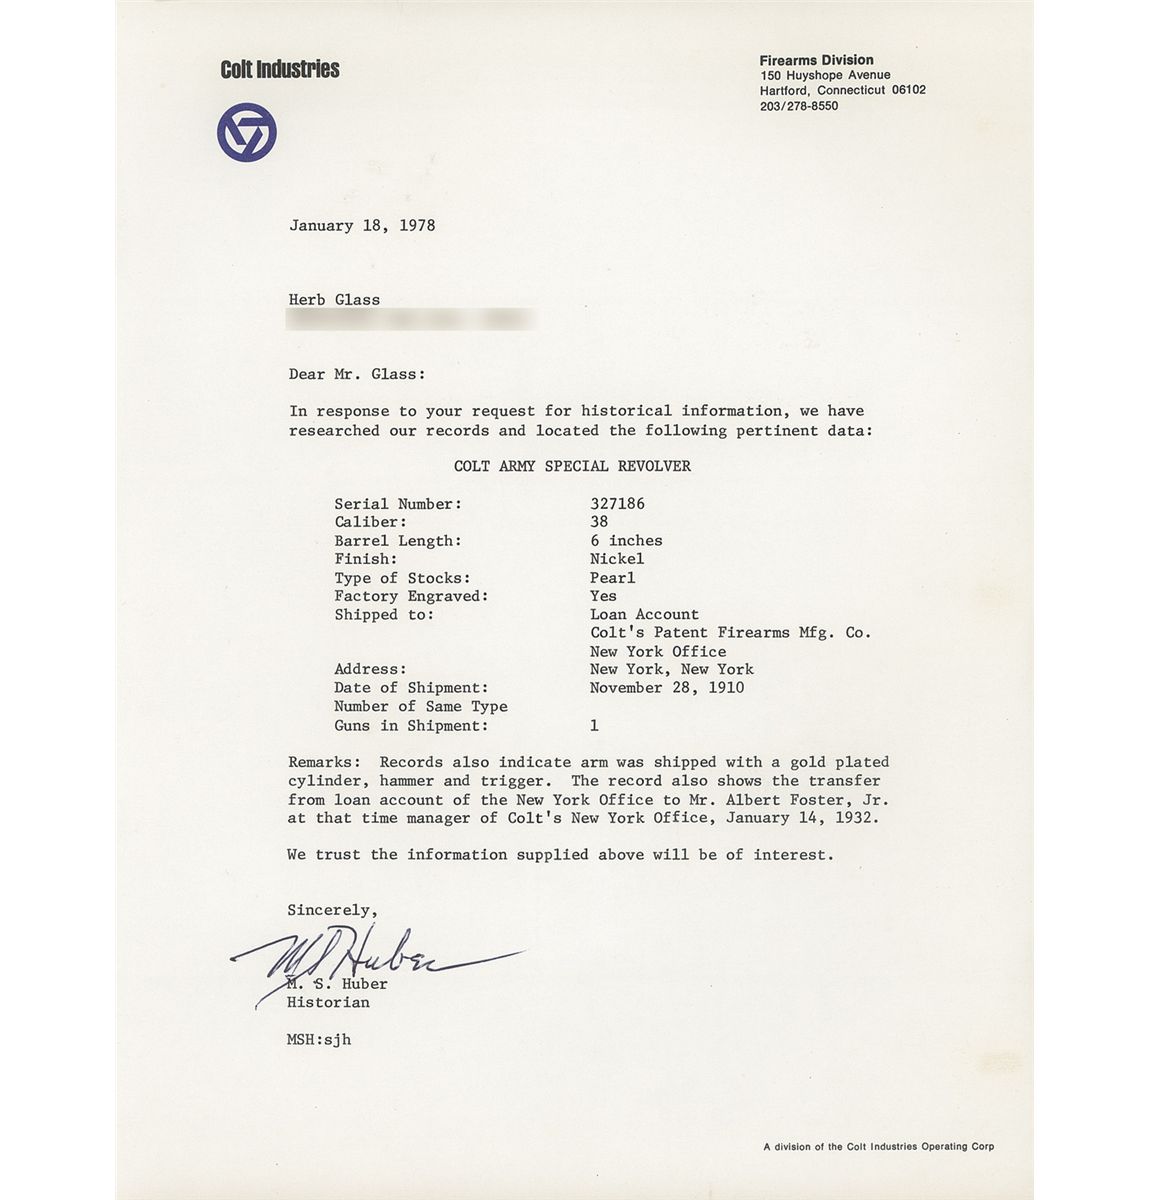 Colt Industries
Firearms Division
150 Huyshope Avenue
Hartford, Connecticut 06102
203/278-8550
January 18, 1978
Herb Glass
Dear Mr. Glass:
In response to your request for historical information, we have
researched our records and located the following pertinent data:
COLT ARMY SPECIAL REVOLVER
Serial Number: 327186
Caliber: 38
Barrel Length: 6 inches
Finish: Nickel
Type of Stocks: Pearl
Factory Engraved: Yes
Shipped to: Loan Account
Colt's Patent Firearms Mfg. Co.
New York Office
Address: New York, New York
Date of Shipment: November 28, 1910
Number of Same Type
Guns in Shipment: 1
Remarks: Records also indicate arm was shipped with a gold plated
cylinder, hammer and trigger. The record also shows the transfer
from loan account of the New York Office to Mr. Albert Foster, Jr.
at that time manager of Colt's New York Office, January 14, 1932.
We trust the information supplied above will be of interest.
Sincerely,
MS Huber
M. S. Huber
Historian
MSH:sjh
A division of the Colt Industries Operating Corp